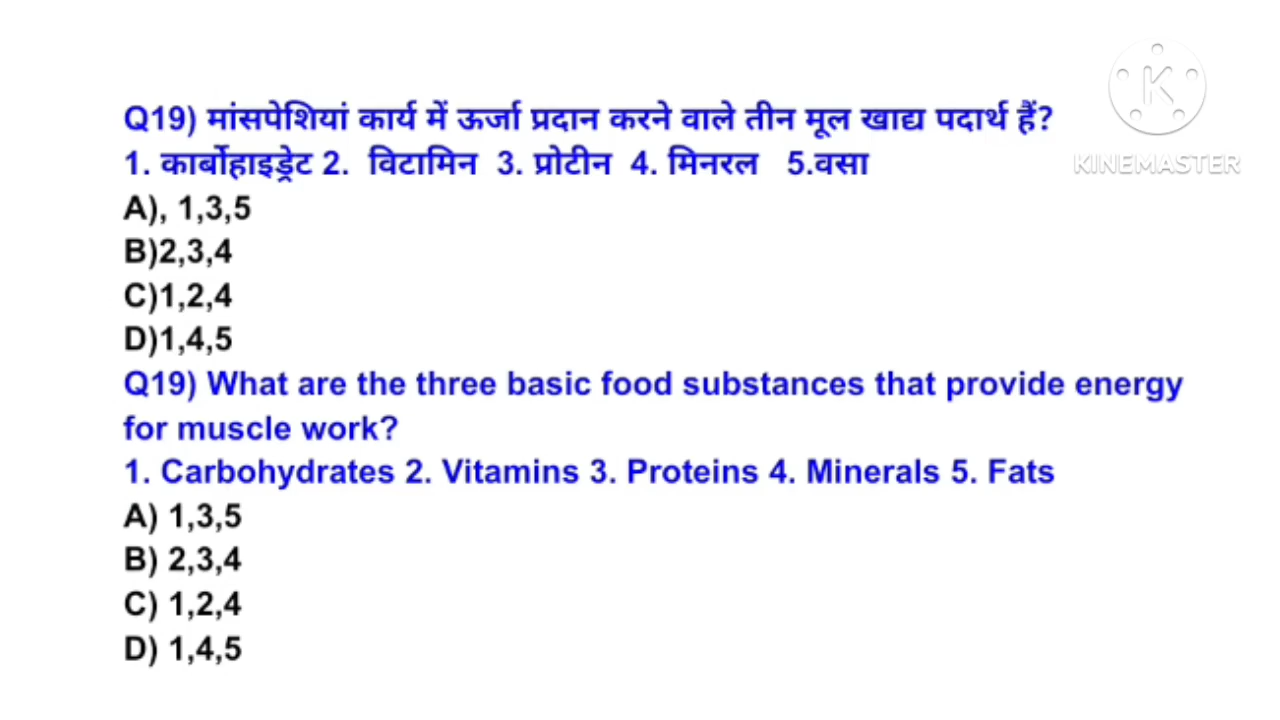 Q19) मांसपेशियां कार्य में ऊर्जा प्रदान करने वाले तीन मूल खाद्य पदार्थ हैं?
1. कार्बोहाइड्रेट 2. विटामिन 3. प्रोटीन 4. मिनरल 5.वसा
A), 1,3,5
B)2,3,4
C)1,2,4
D)1,4,5
Q19) What are the three basic food substances that provide energy
for muscle work?
1. Carbohydrates 2. Vitamins 3. Proteins 4. Minerals 5. Fats
A) 1,3,5
B) 2,3,4
C) 1,2,4
D) 1,4,5
K
KINEMASTER